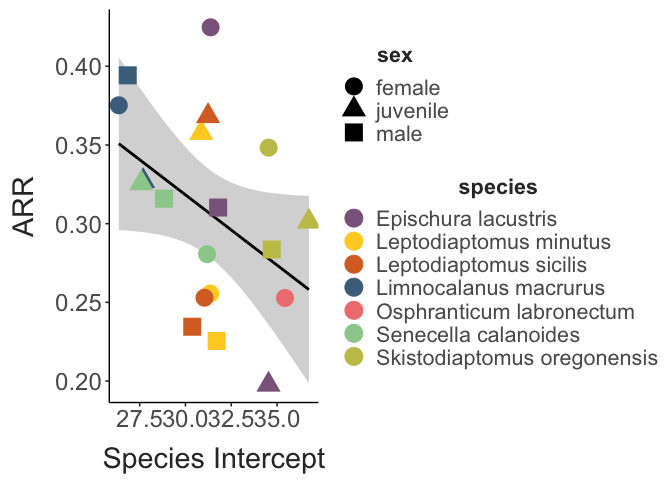 ARR
0.40
0.35
0.30
0.25
0.20
27.530.032.535.0
Species Intercept
sex
female
juvenile
male
species
Epischura lacustris
Leptodiaptomus minutus
Leptodiaptomus sicilis
Limnocalanus macrurus
Osphranticum labronectum
Senecella calanoides
Skistodiaptomus oregonensis